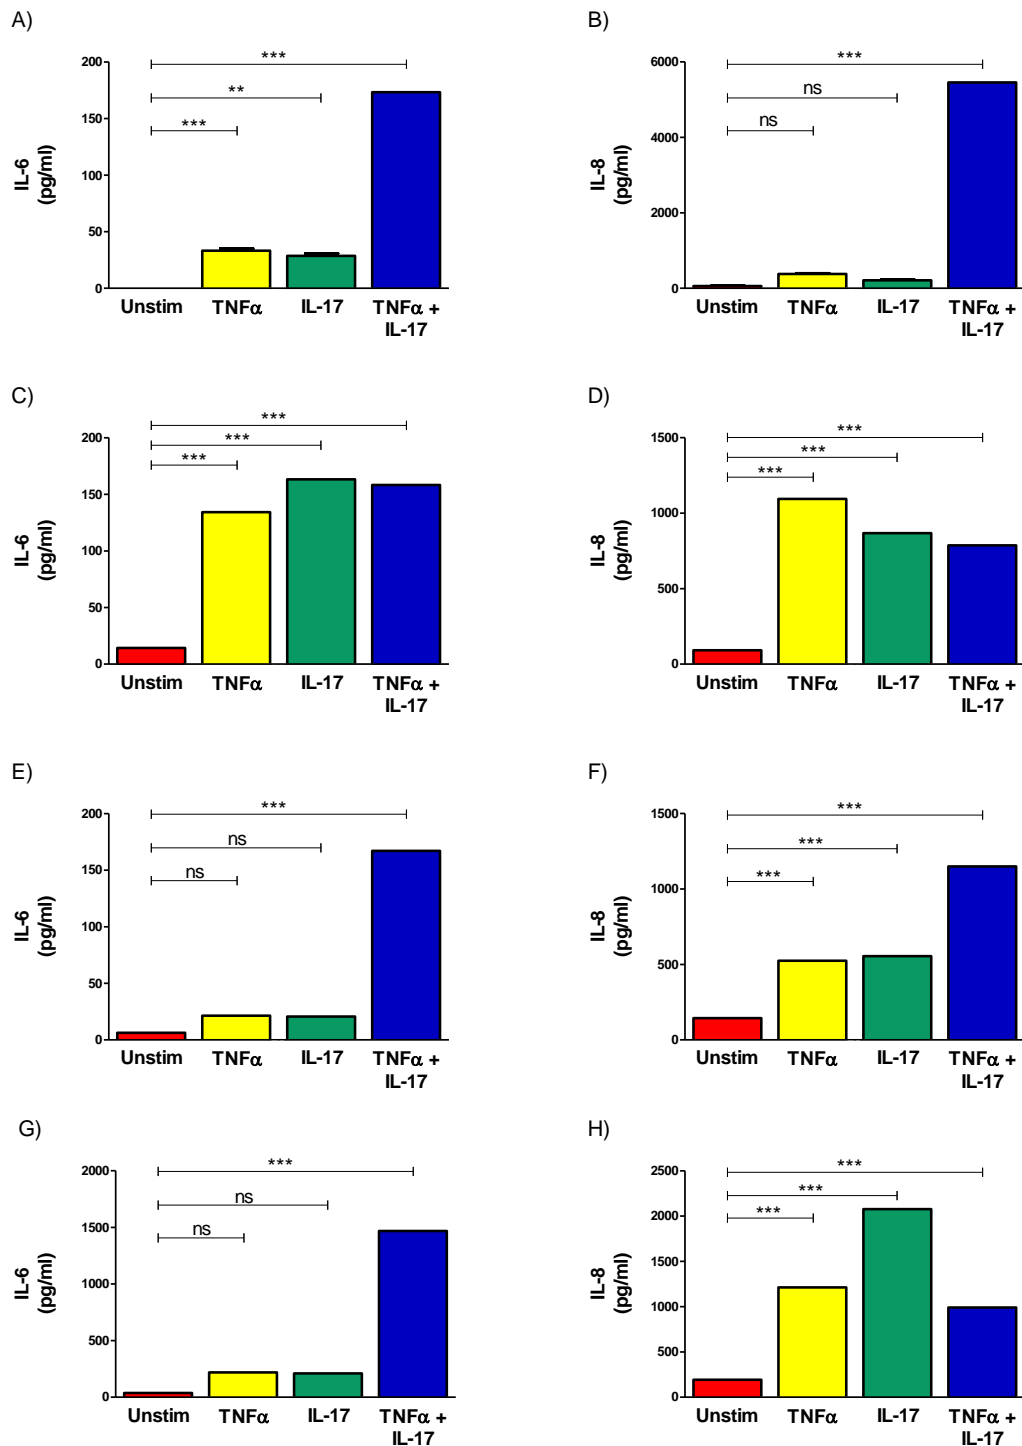 A)
IL-6
(pg/ml)
200
150
100
50
0
***
**
***
Unstim TNFα IL-17 TNFα +
IL-17
B)
IL-8
(pg/ml)
6000
4000
2000
0
***
ns
ns
Unstim TNFα IL-17 TNFα +
IL-17
C)
IL-6
(pg/ml)
200
150
100
50
0
***
***
***
Unstim TNFα IL-17 TNFα +
IL-17
D)
IL-8
(pg/ml)
1500
1000
500
0
***
***
***
Unstim TNFα IL-17 TNFα +
IL-17
E)
IL-6
(pg/ml)
200
150
100
50
0
***
ns
ns
Unstim TNFα IL-17 TNFα +
IL-17
F)
IL-8
(pg/ml)
1500
1000
500
0
***
***
***
Unstim TNFα IL-17 TNFα +
IL-17
G)
IL-6
(pg/ml)
2000
1500
1000
500
0
***
ns
ns
Unstim TNFα IL-17 TNFα +
IL-17
H)
IL-8
(pg/ml)
2500
2000
1500
1000
500
0
***
***
***
Unstim TNFα IL-17 TNFα +
IL-17